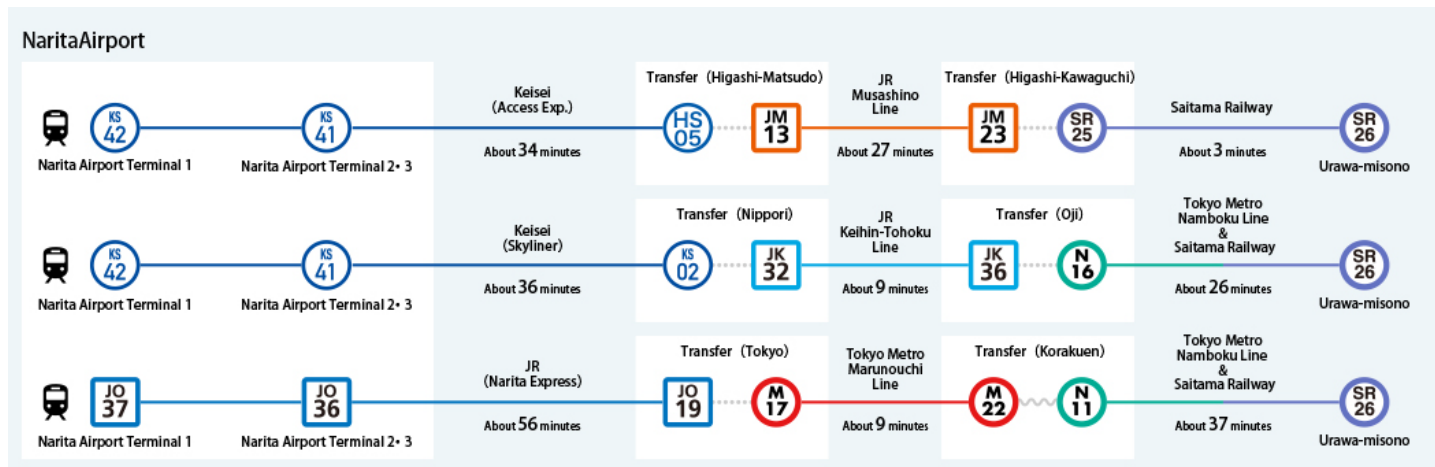 NaritaAirport
Keisei
(Access Exp.)
Transfer (Higashi-Matsudo)
JR
Musashino
Line
Transfer (Higashi-Kawaguchi)
Saitama Railway
KS
42
KS
41
HS
05
JM
13
JM
23
SR
25
SR
26
Narita Airport Terminal 1
Narita Airport Terminal 2・3
About 34 minutes
About 27 minutes
About 3 minutes
Urawa-misono
Keisei
(Skyliner)
Transfer (Nippori)
JR
Keihin-Tohoku
Line
Transfer (Oji)
Tokyo Metro
Namboku Line
&
Saitama Railway
KS
42
KS
41
KS
02
JK
32
JK
36
N
16
SR
26
Narita Airport Terminal 1
Narita Airport Terminal 2・3
About 36 minutes
About 9 minutes
About 26 minutes
Urawa-misono
JR
(Narita Express)
Transfer (Tokyo)
Tokyo Metro
Marunouchi
Line
Transfer (Korakuen)
Tokyo Metro
Namboku Line
&
Saitama Railway
JO
37
JO
36
JO
19
M
17
M
22
N
11
SR
26
Narita Airport Terminal 1
Narita Airport Terminal 2・3
About 56 minutes
About 9 minutes
About 37 minutes
Urawa-misono